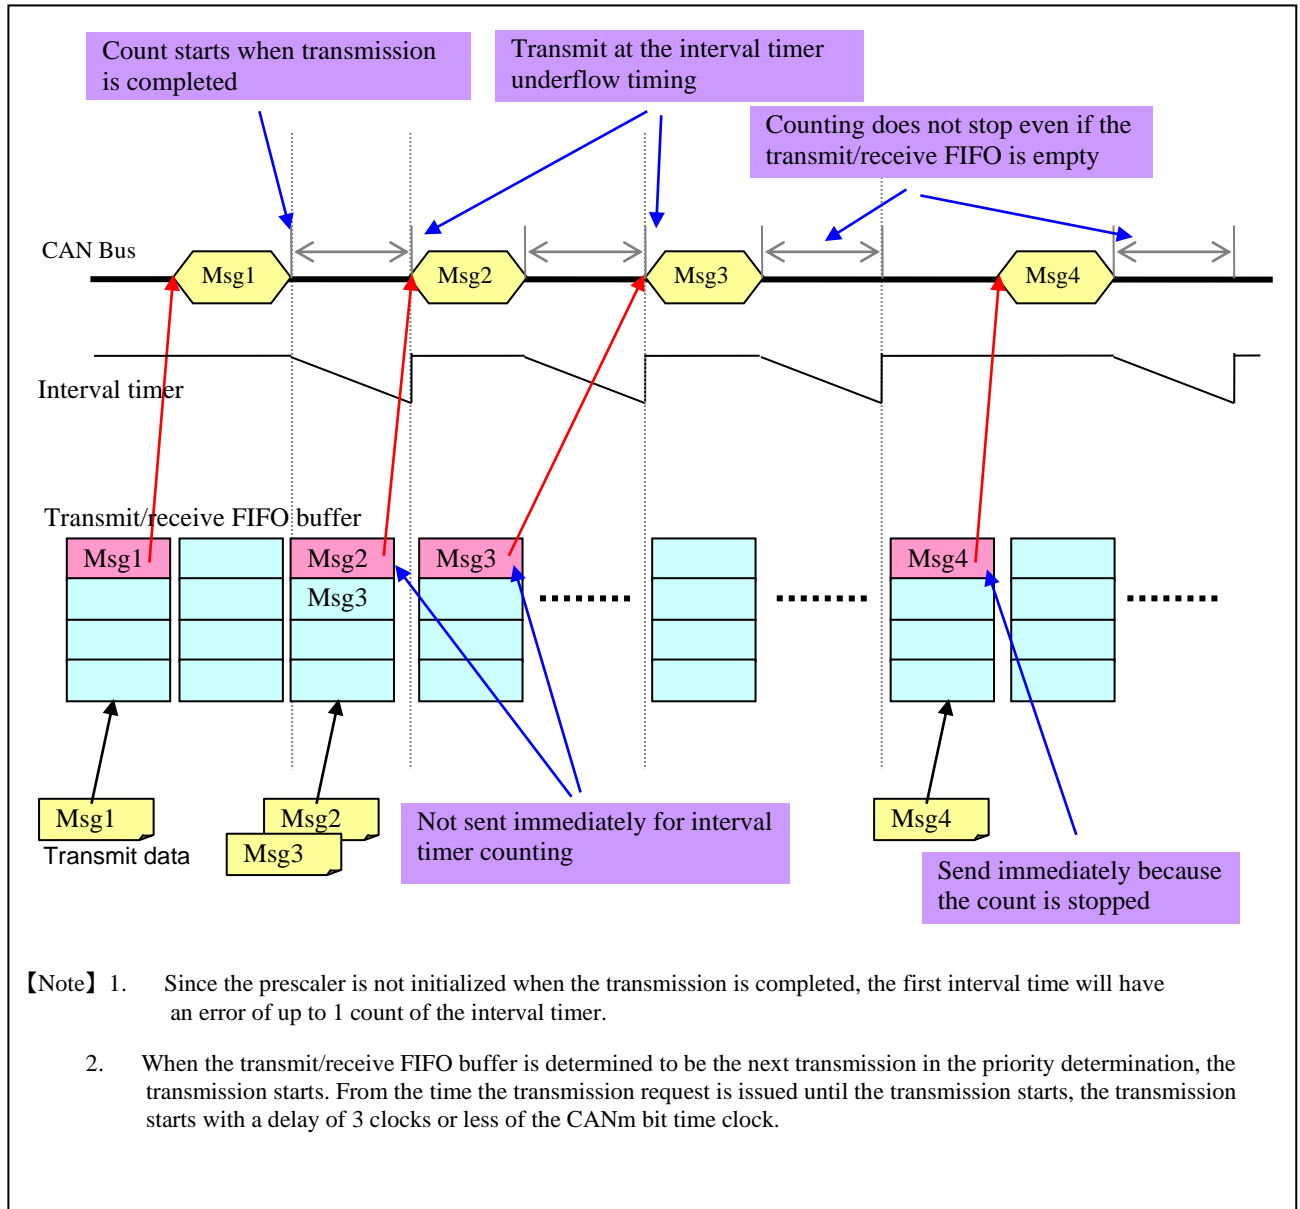 Count starts when transmission
is completed
Transmit at the interval timer
underflow timing
Counting does not stop even if the
transmit/receive FIFO is empty
CAN Bus
Msg1
Msg2
Msg3
Msg4
Interval timer
Transmit/receive FIFO buffer
Msg1
Msg2
Msg3
Msg4
Msg3
Msg1
Msg2
Msg4
Transmit data
Msg3
Not sent immediately for interval
timer counting
Send immediately because
the count is stopped
【Note】 1. Since the prescaler is not initialized when the transmission is completed, the first interval time will have
an error of up to 1 count of the interval timer.
2. When the transmit/receive FIFO buffer is determined to be the next transmission in the priority determination, the
transmission starts. From the time the transmission request is issued until the transmission starts, the transmission
starts with a delay of 3 clocks or less of the CANm bit time clock.